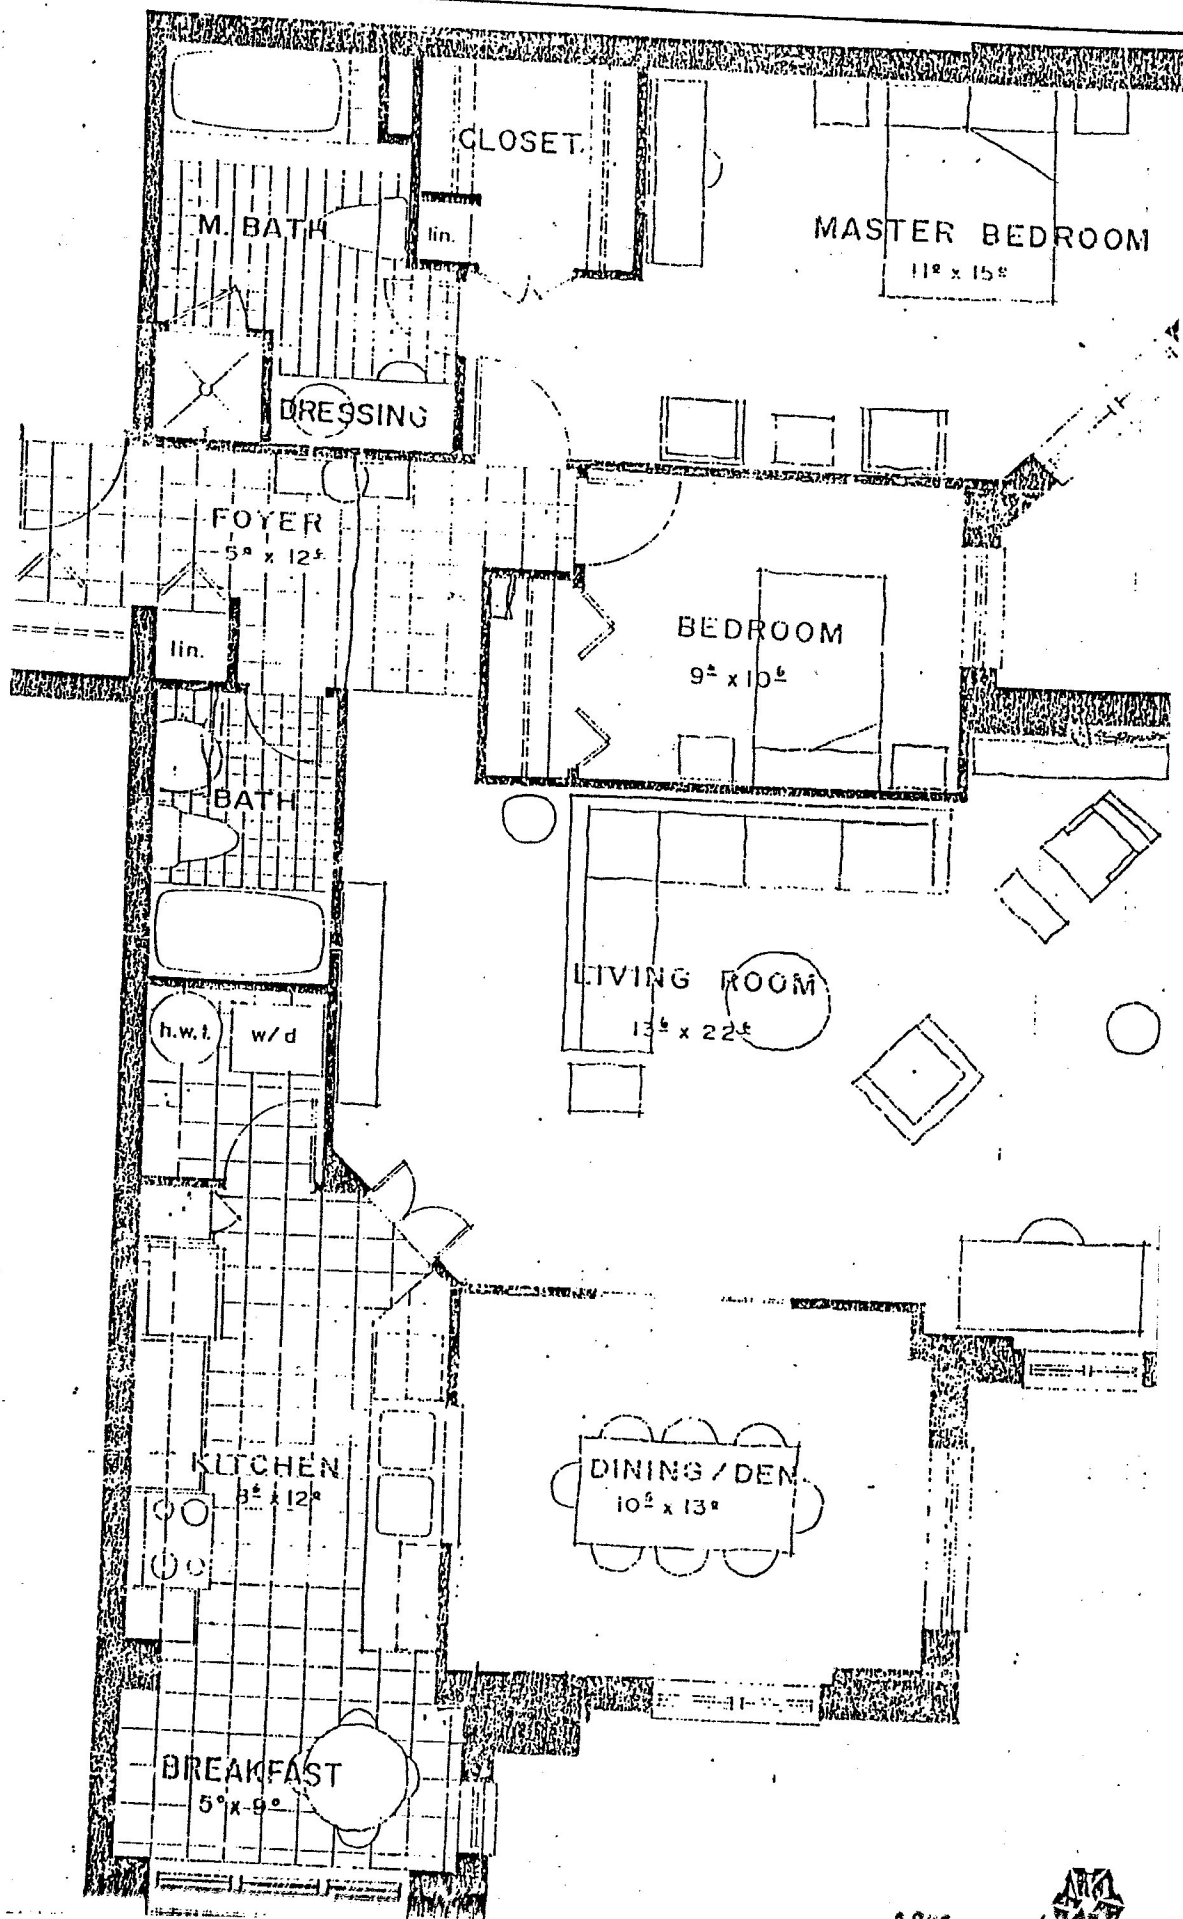 CLOSET
M. BATH
lin.
MASTER BEDROOM
11⁰ x 15⁰
DRESSING
FOYER
5⁰ x 12⁶
lin.
BEDROOM
9⁶ x 10⁶
BATH
LIVING ROOM
13⁶ x 22⁶
h.w.t.
w/d
KITCHEN
8⁶ x 12⁰
DINING/DEN
10⁶ x 13⁰
BREAKFAST
5⁰ x 9⁰